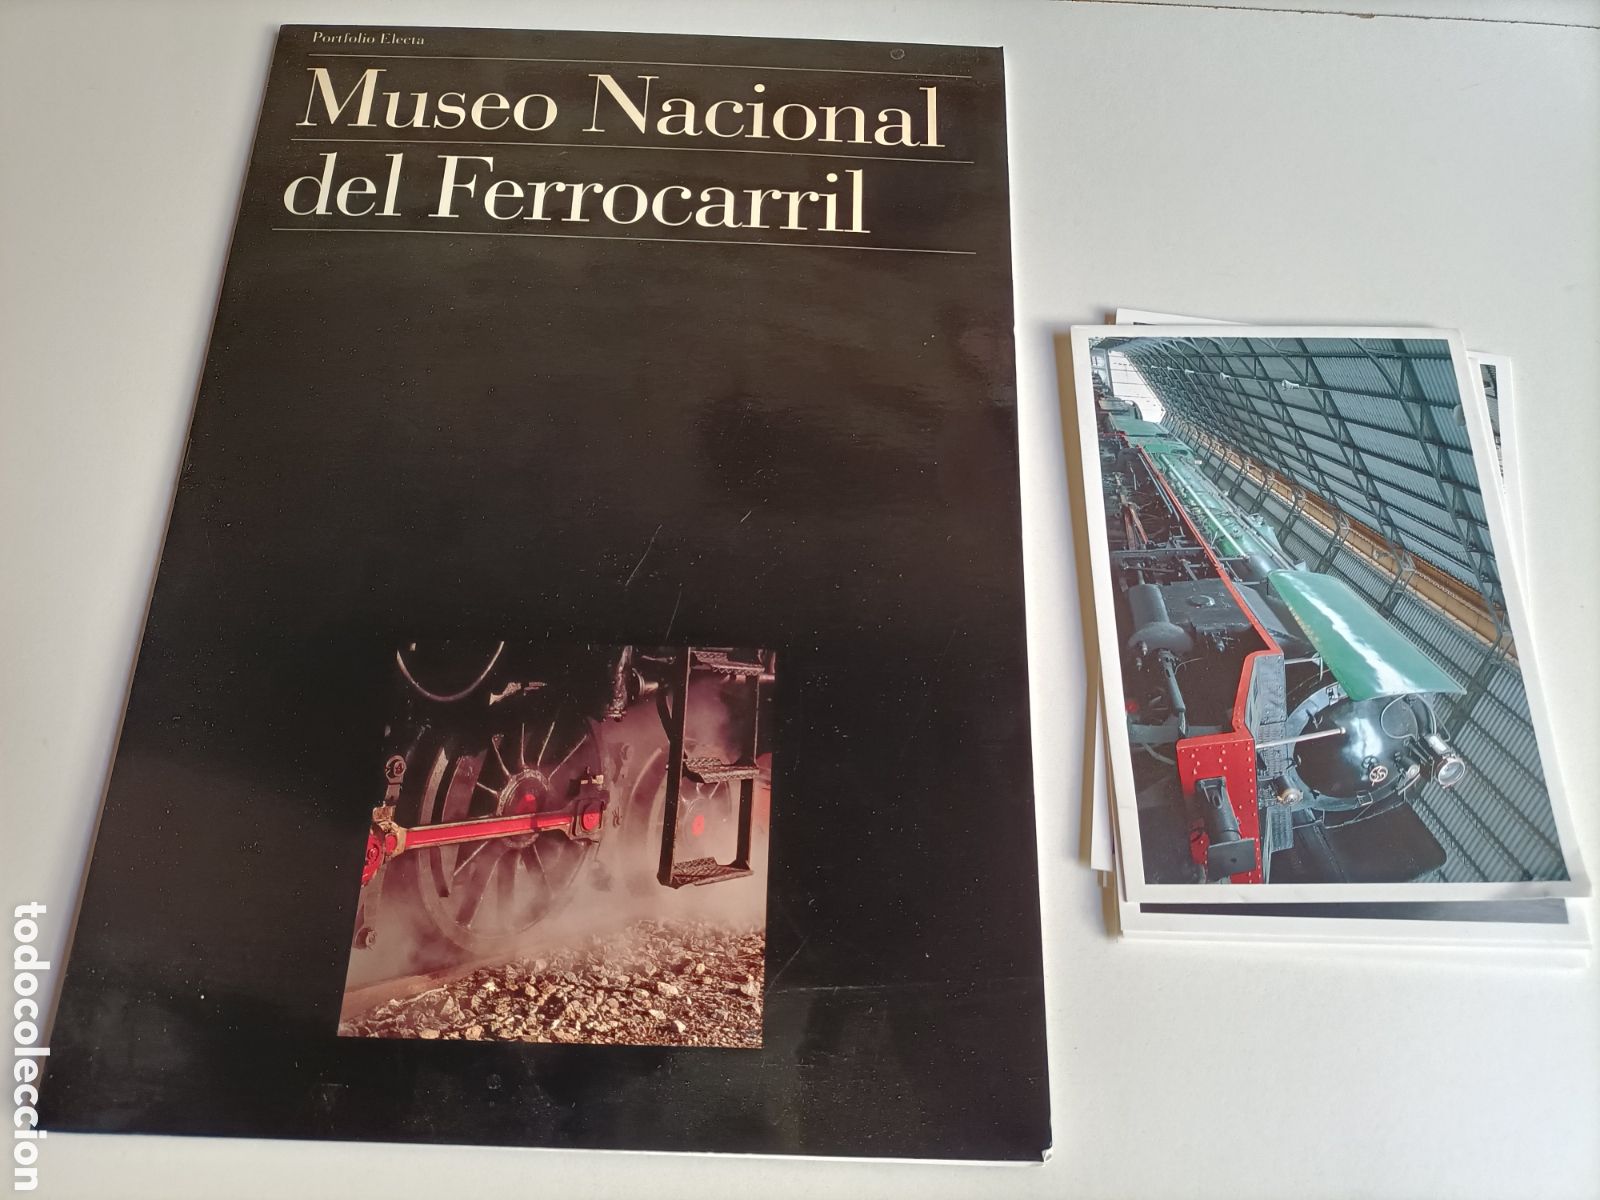 Portfolio Electa
Museo Nacional
del Ferrocarril
todocoleccion